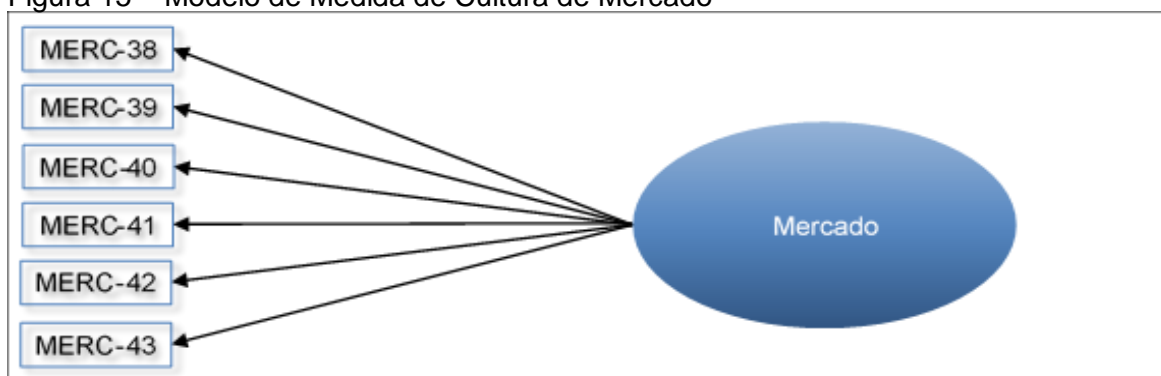 Figura 15 – Modelo de Medida de Cultura de Mercado
MERC-38
MERC-39
MERC-40
MERC-41
MERC-42
MERC-43
Mercado